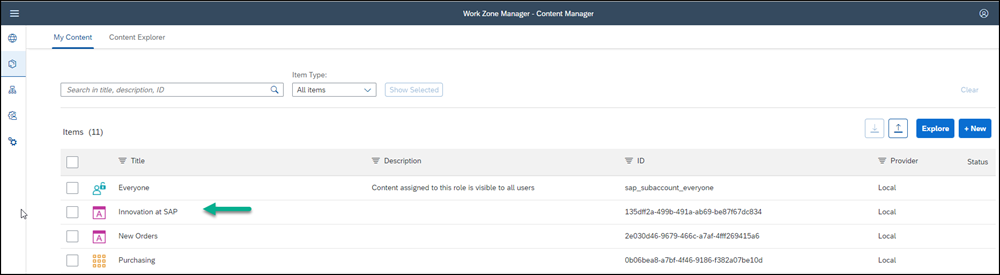 Work Zone Manager - Content Manager
My Content Content Explorer
Item Type:
Search in title, description, ID All items Show Selected Clear
Items (11) Explore + New
Title Description ID Provider Status
Everyone Content assigned to this role is visible to all users sap_subaccount_everyone Local
A Innovation at SAP 135dff2a-499b-491a-ab69-be87f67dc834 Local
A New Orders 2e030d46-9679-466c-a7af-4fff269415a6 Local
Purchasing 0b06bea8-a7bf-4f46-9186-f382a07be10d Local